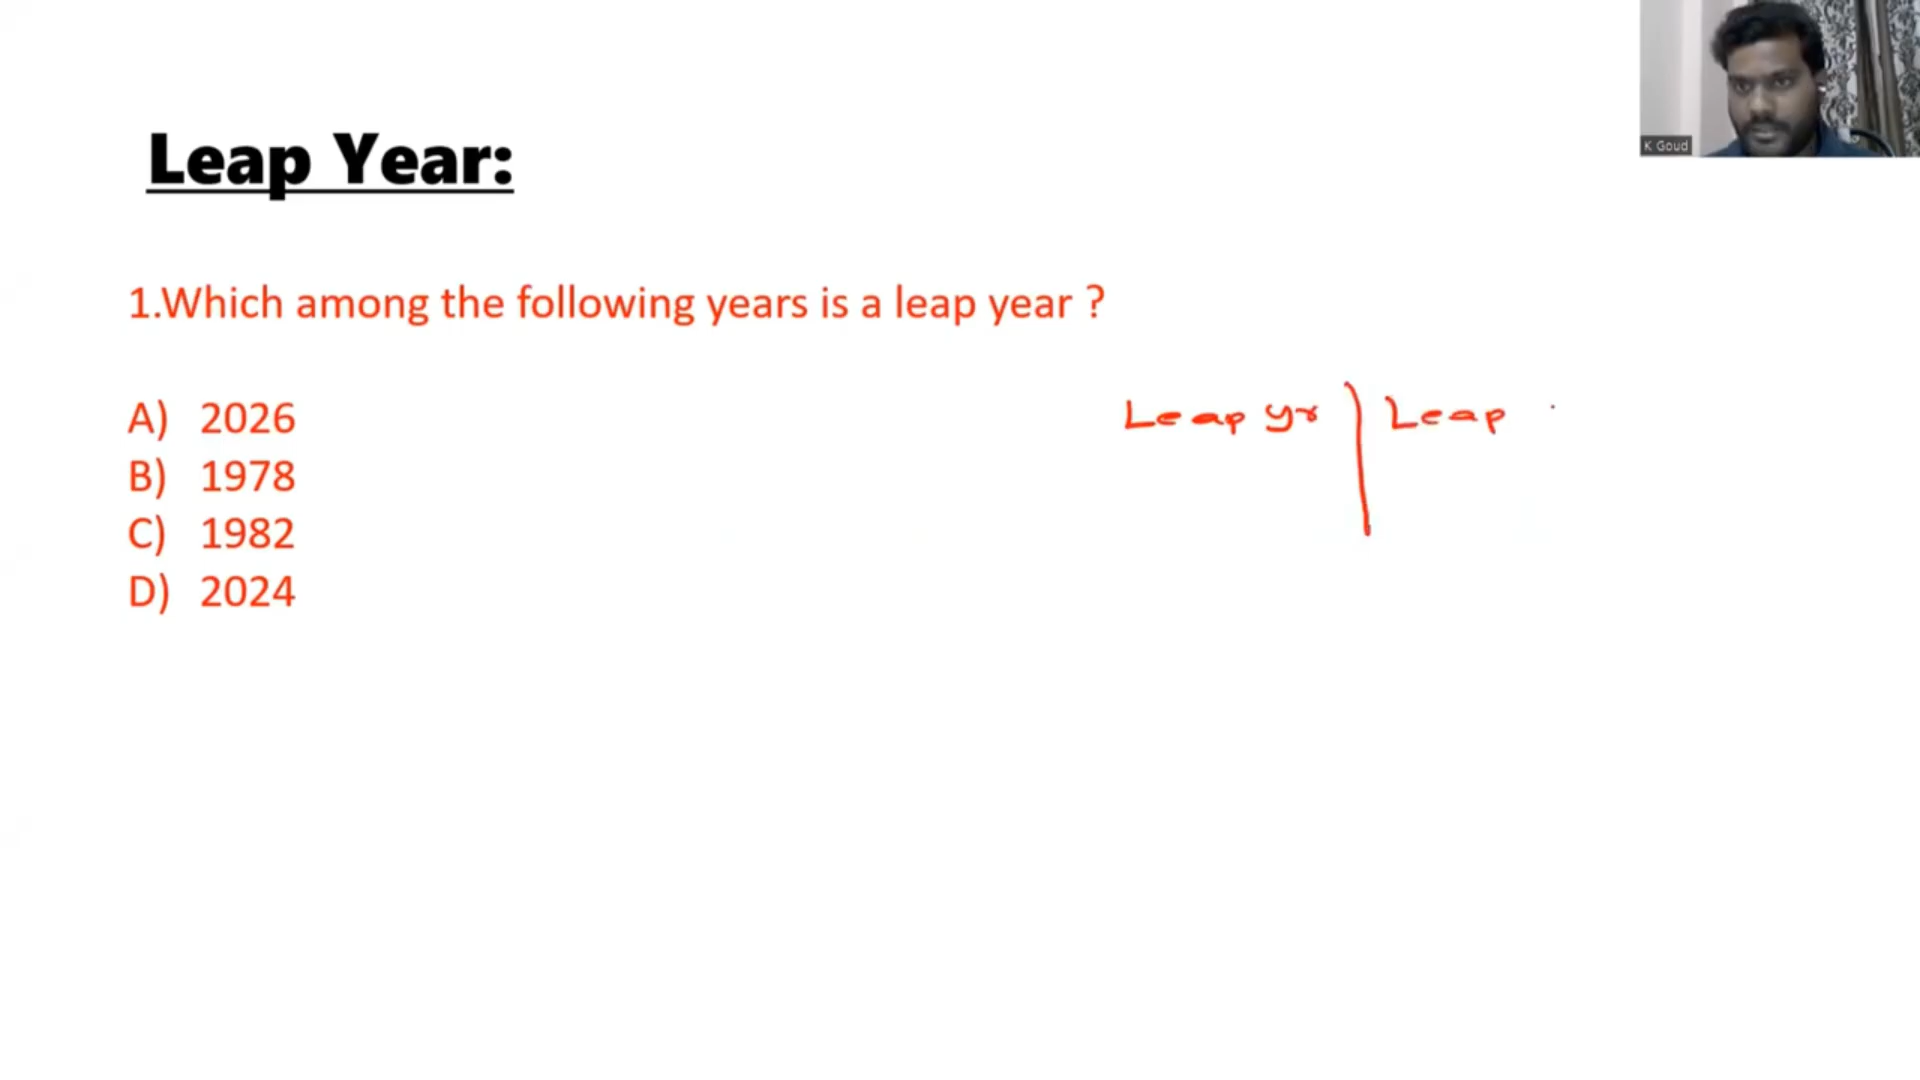 K Goud
Leap Year:
1.Which among the following years is a leap year ?
A) 2026
B) 1978
C) 1982
D) 2024
Leap yr
Leap